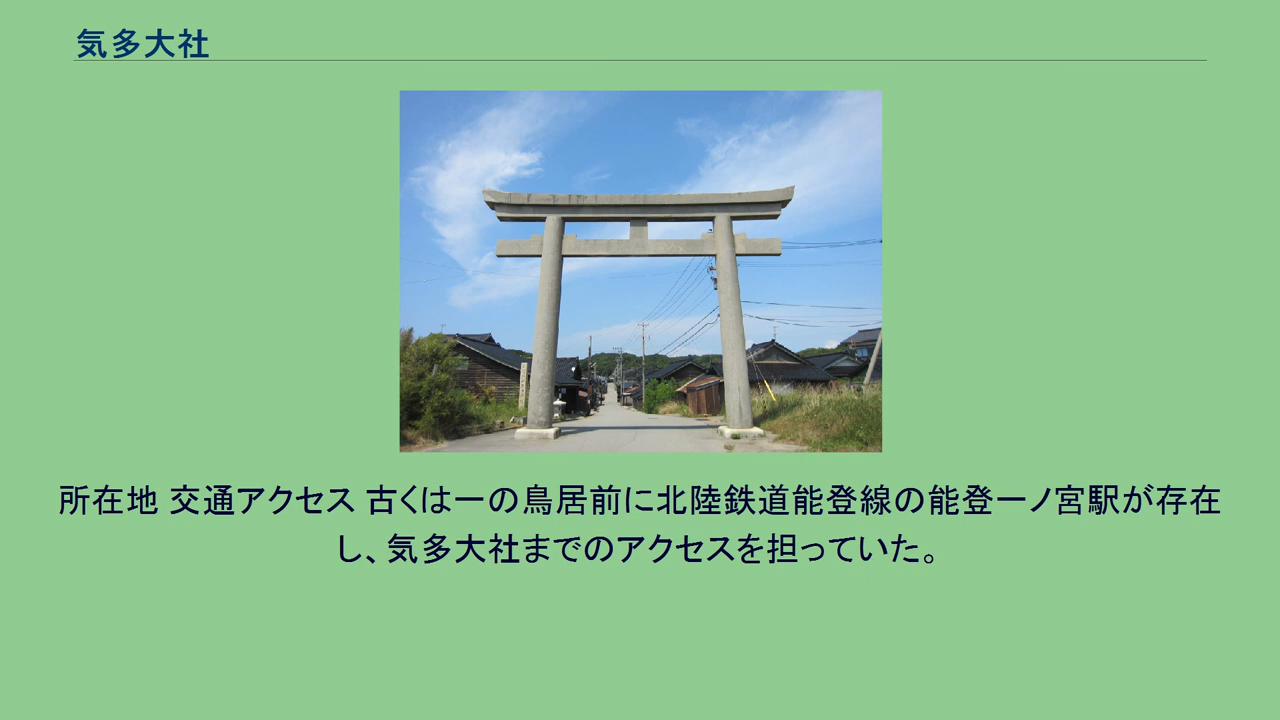 気多大社
所在地 交通アクセス 古くは一の鳥居前に北陸鉄道能登線の能登一ノ宮駅が存在
し、気多大社までのアクセスを担っていた。